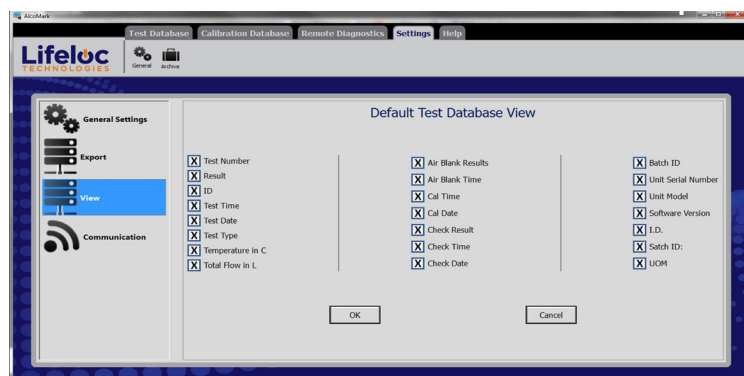 AlcoMark
Test Database Calibration Database Remote Diagnostics Settings Help
Lifeloc
TECHNOLOGIES
General Archive
General Settings
Export
View
Communication
Default Test Database View
X Test Number
X Result
X ID
X Test Time
X Test Date
X Test Type
X Temperature in C
X Total Flow in L
X Air Blank Results
X Air Blank Time
X Cal Time
X Cal Date
X Check Result
X Check Time
X Check Date
X Batch ID
X Unit Serial Number
X Unit Model
X Software Version
X I.D.
X Satch ID:
X UOM
OK Cancel